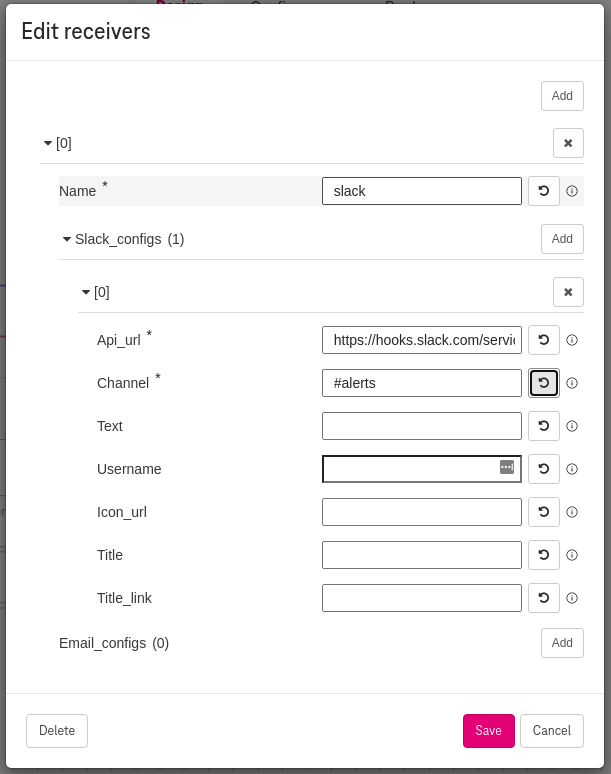 Edit receivers
Add
[0]
Name *
slack
Slack_configs (1)
Add
[0]
Api_url *
https://hooks.slack.com/servic
Channel *
#alerts
Text
Username
Icon_url
Title
Title_link
Email_configs (0)
Add
Delete
Save
Cancel